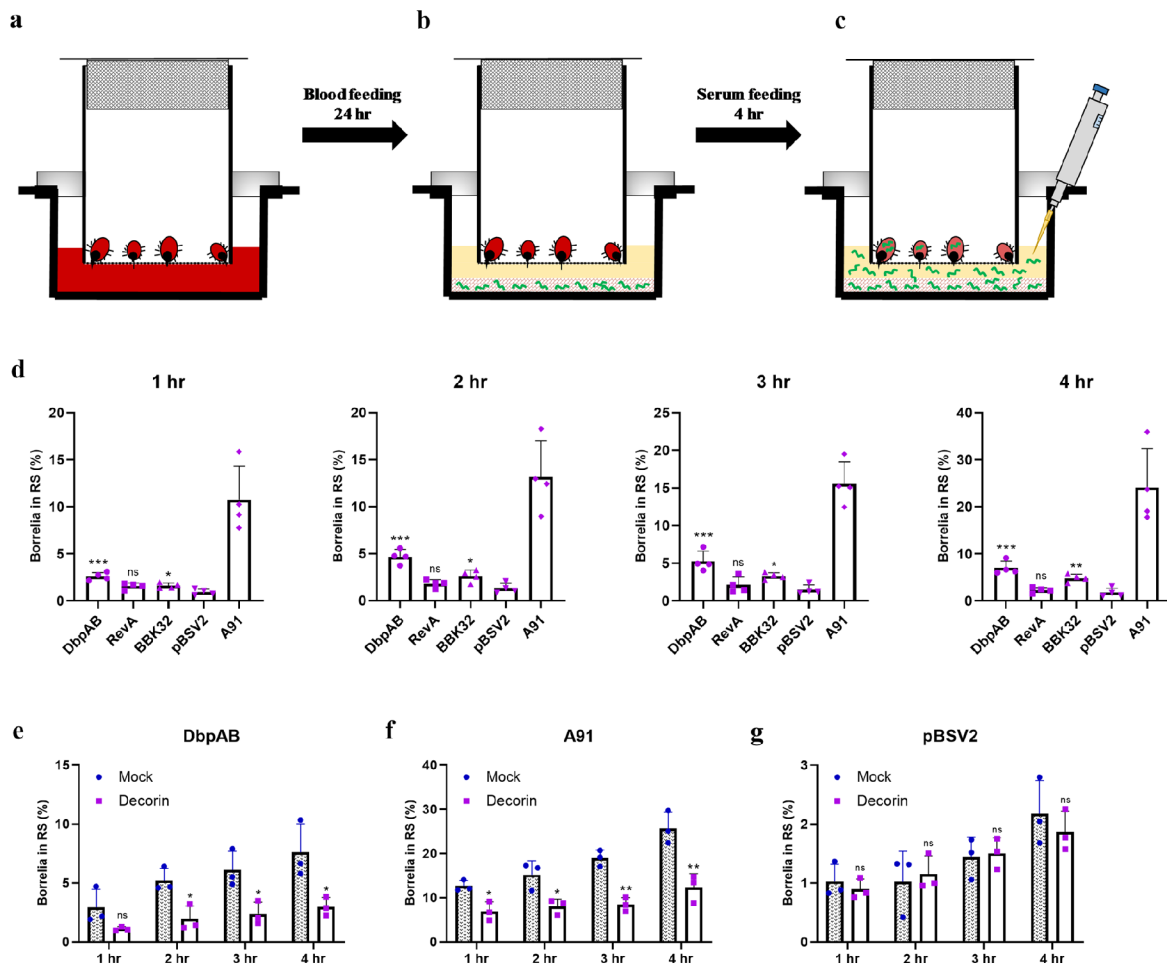 a
b
c
Blood feeding
24 hr
Serum feeding
4 hr
d
1 hr
2 hr
3 hr
4 hr
Borrelia in RS (%)
20
15
10
5
0
***
ns
*
DbpAB
RevA
BBK32
pBSV2
A91
Borrelia in RS (%)
20
15
10
5
0
***
ns
*
DbpAB
RevA
BBK32
pBSV2
A91
Borrelia in RS (%)
25
20
15
10
5
0
***
ns
*
DbpAB
RevA
BBK32
pBSV2
A91
Borrelia in RS (%)
40
30
20
10
0
***
ns
**
DbpAB
RevA
BBK32
pBSV2
A91
e
DbpAB
Borrelia in RS (%)
15
10
5
0
Mock
Decorin
ns
*
*
*
1 hr
2 hr
3 hr
4 hr
f
A91
Borrelia in RS (%)
40
30
20
10
0
Mock
Decorin
*
*
**
**
1 hr
2 hr
3 hr
4 hr
g
pBSV2
Borrelia in RS (%)
3
2
1
0
Mock
Decorin
ns
ns
ns
ns
1 hr
2 hr
3 hr
4 hr